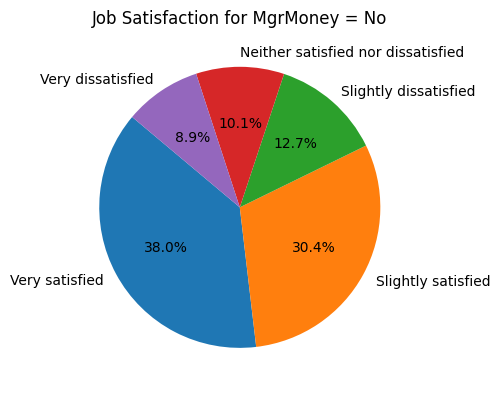 Job Satisfaction for MgrMoney = No
Neither satisfied nor dissatisfied
Very dissatisfied
Slightly dissatisfied
10.1%
8.9%
12.7%
38.0%
30.4%
Very satisfied
Slightly satisfied